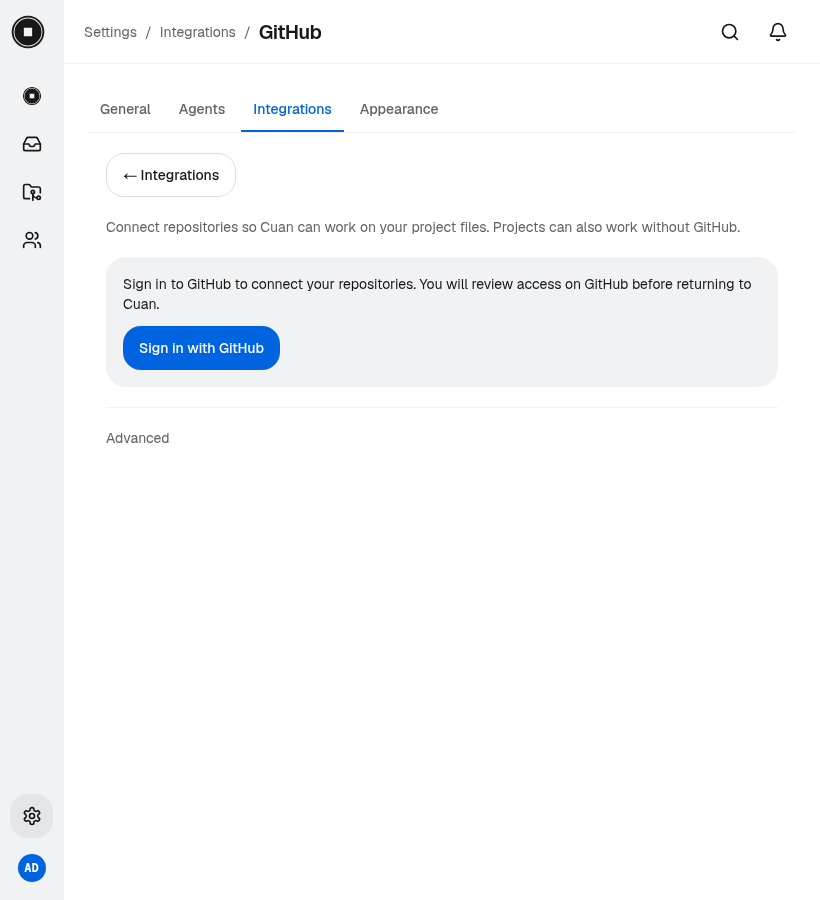 Settings / Integrations / GitHub
General Agents Integrations Appearance
← Integrations
Connect repositories so Cuan can work on your project files. Projects can also work without GitHub.
Sign in to GitHub to connect your repositories. You will review access on GitHub before returning to
Cuan.
Sign in with GitHub
Advanced
AD